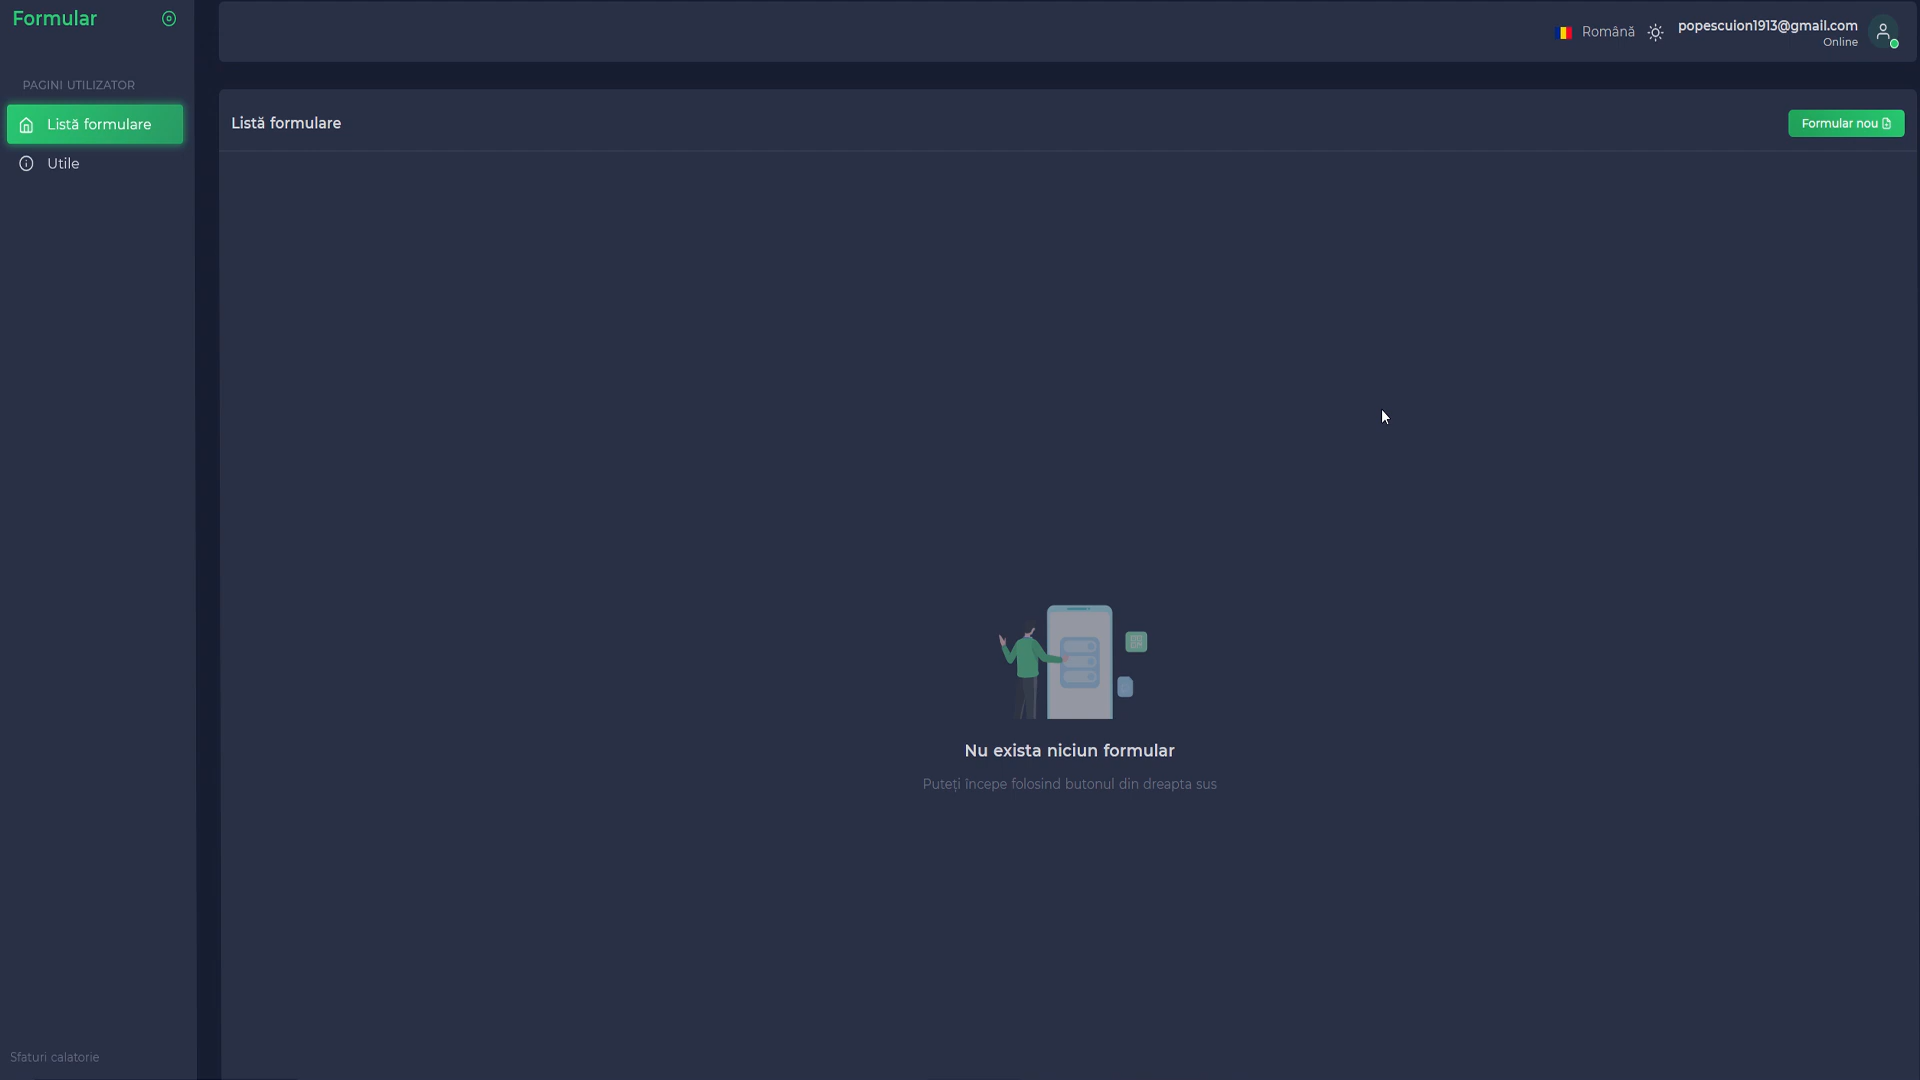 Formular
Română
popescuion1913@gmail.com
Online
PAGINI UTILIZATOR
Listă formulare
Utile
Listă formulare
Formular nou
Nu exista niciun formular
Puteți începe folosind butonul din dreapta sus
Sfaturi calatorie